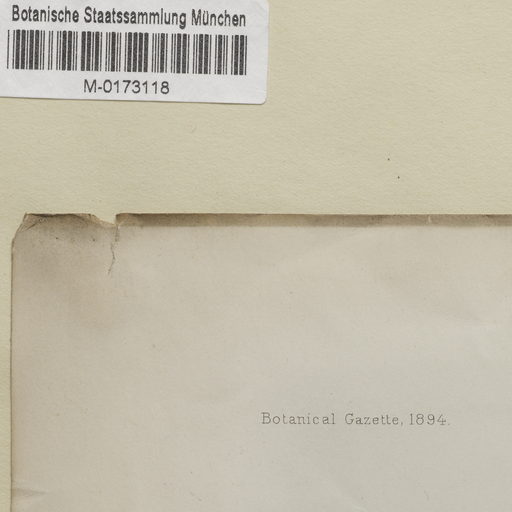 Botanische Staatssammlung München
M-0173118
Botanical Gazette, 1894.